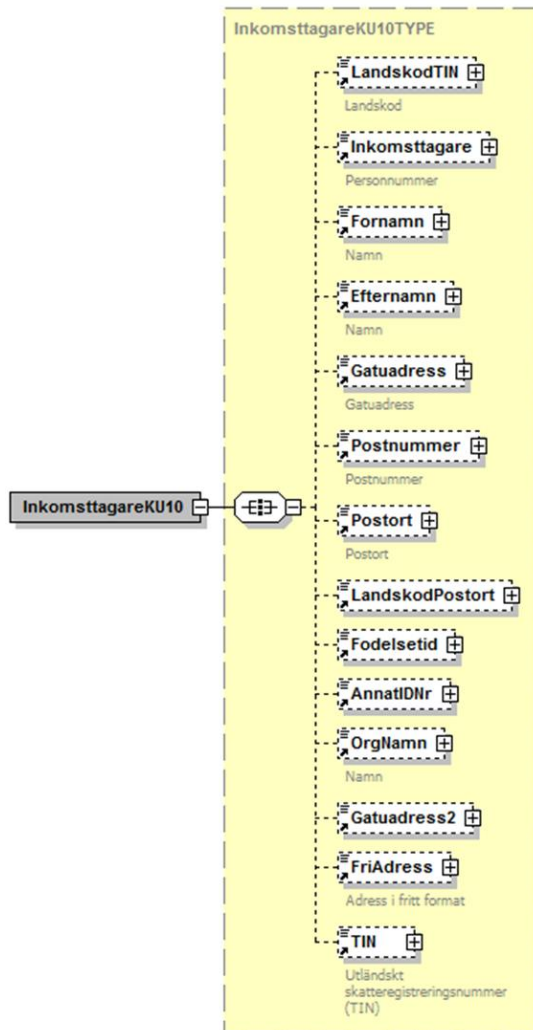 InkomsttagareKU10TYPE
LandskodTIN
Landskod
Inkomsttagare
Personnummer
Fornamn
Namn
Efternamn
Namn
Gatuadress
Gatuadress
Postnummer
Postnummer
InkomsttagareKU10
Postort
Postort
LandskodPostort
Fodelsetid
AnnatIDNr
OrgNamn
Namn
Gatuadress2
FriAdress
Adress i fritt format
TIN
Utländskt
skatteregistreringsnummer
(TIN)